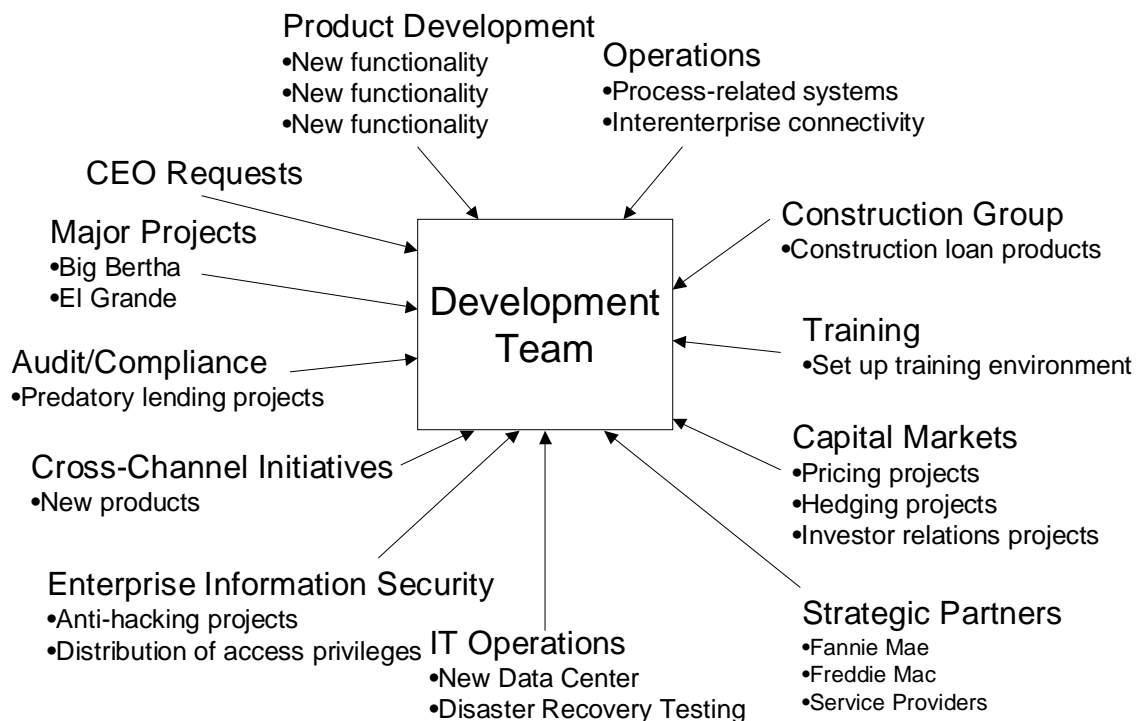 Product Development
•New functionality
•New functionality
•New functionality
Operations
•Process-related systems
•Interenterprise connectivity
CEO Requests
Major Projects
•Big Bertha
•El Grande
Construction Group
•Construction loan products
Development
Team
Audit/Compliance
•Predatory lending projects
Training
•Set up training environment
Cross-Channel Initiatives
•New products
Capital Markets
•Pricing projects
•Hedging projects
•Investor relations projects
Enterprise Information Security
•Anti-hacking projects
•Distribution of access privileges
IT Operations
•New Data Center
•Disaster Recovery Testing
Strategic Partners
•Fannie Mae
•Freddie Mac
•Service Providers